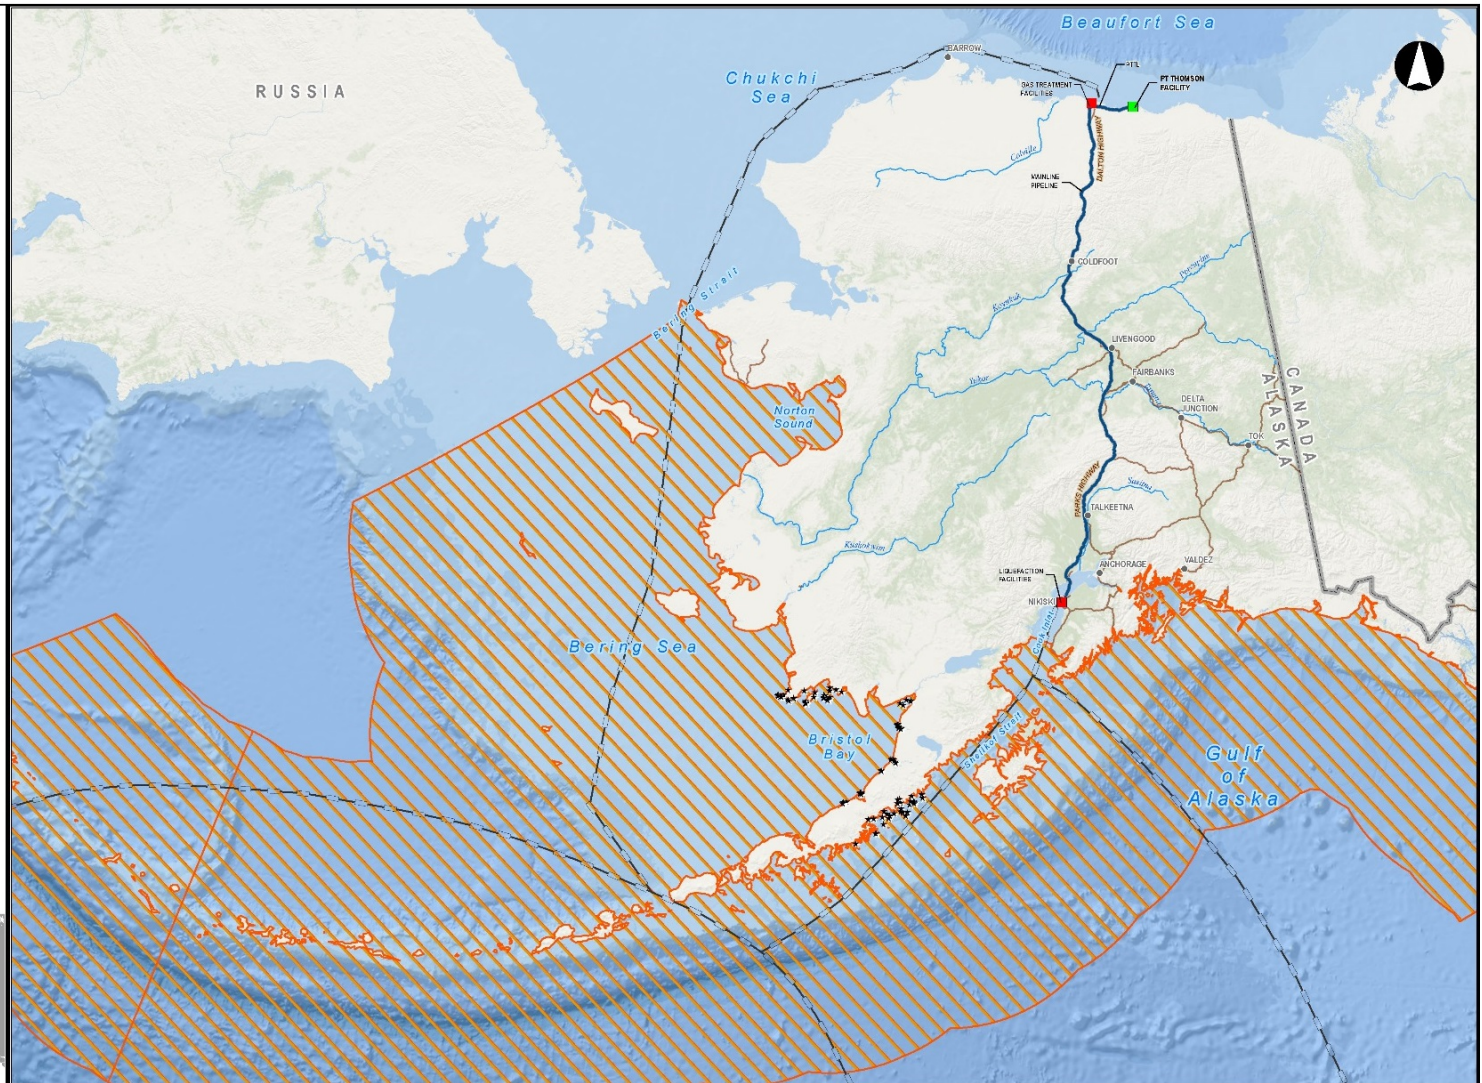 Beaufort Sea
BARROW
Chukchi
Sea
RUSSIA
PTTL
GAS TREATMENT
FACILITIES
PT THOMSON
FACILITY
DALTON HIGHWAY
Colville
MAINLINE
PIPELINE
COLDFOOT
Porcupine
Bering Strait
Koyukuk
LIVENGOOD
Yukon
FAIRBANKS
Tanana
CANADA
ALASKA
DELTA
JUNCTION
Norton
Sound
TOK
PARKS HIGHWAY
Susitna
TALKEETNA
Kuskokwim
ANCHORAGE
VALDEZ
LIQUEFACTION
FACILITIES
NIKISKI
Cook Inlet
Bering Sea
Bristol
Bay
Shelikof Strait
Gulf
of
Alaska